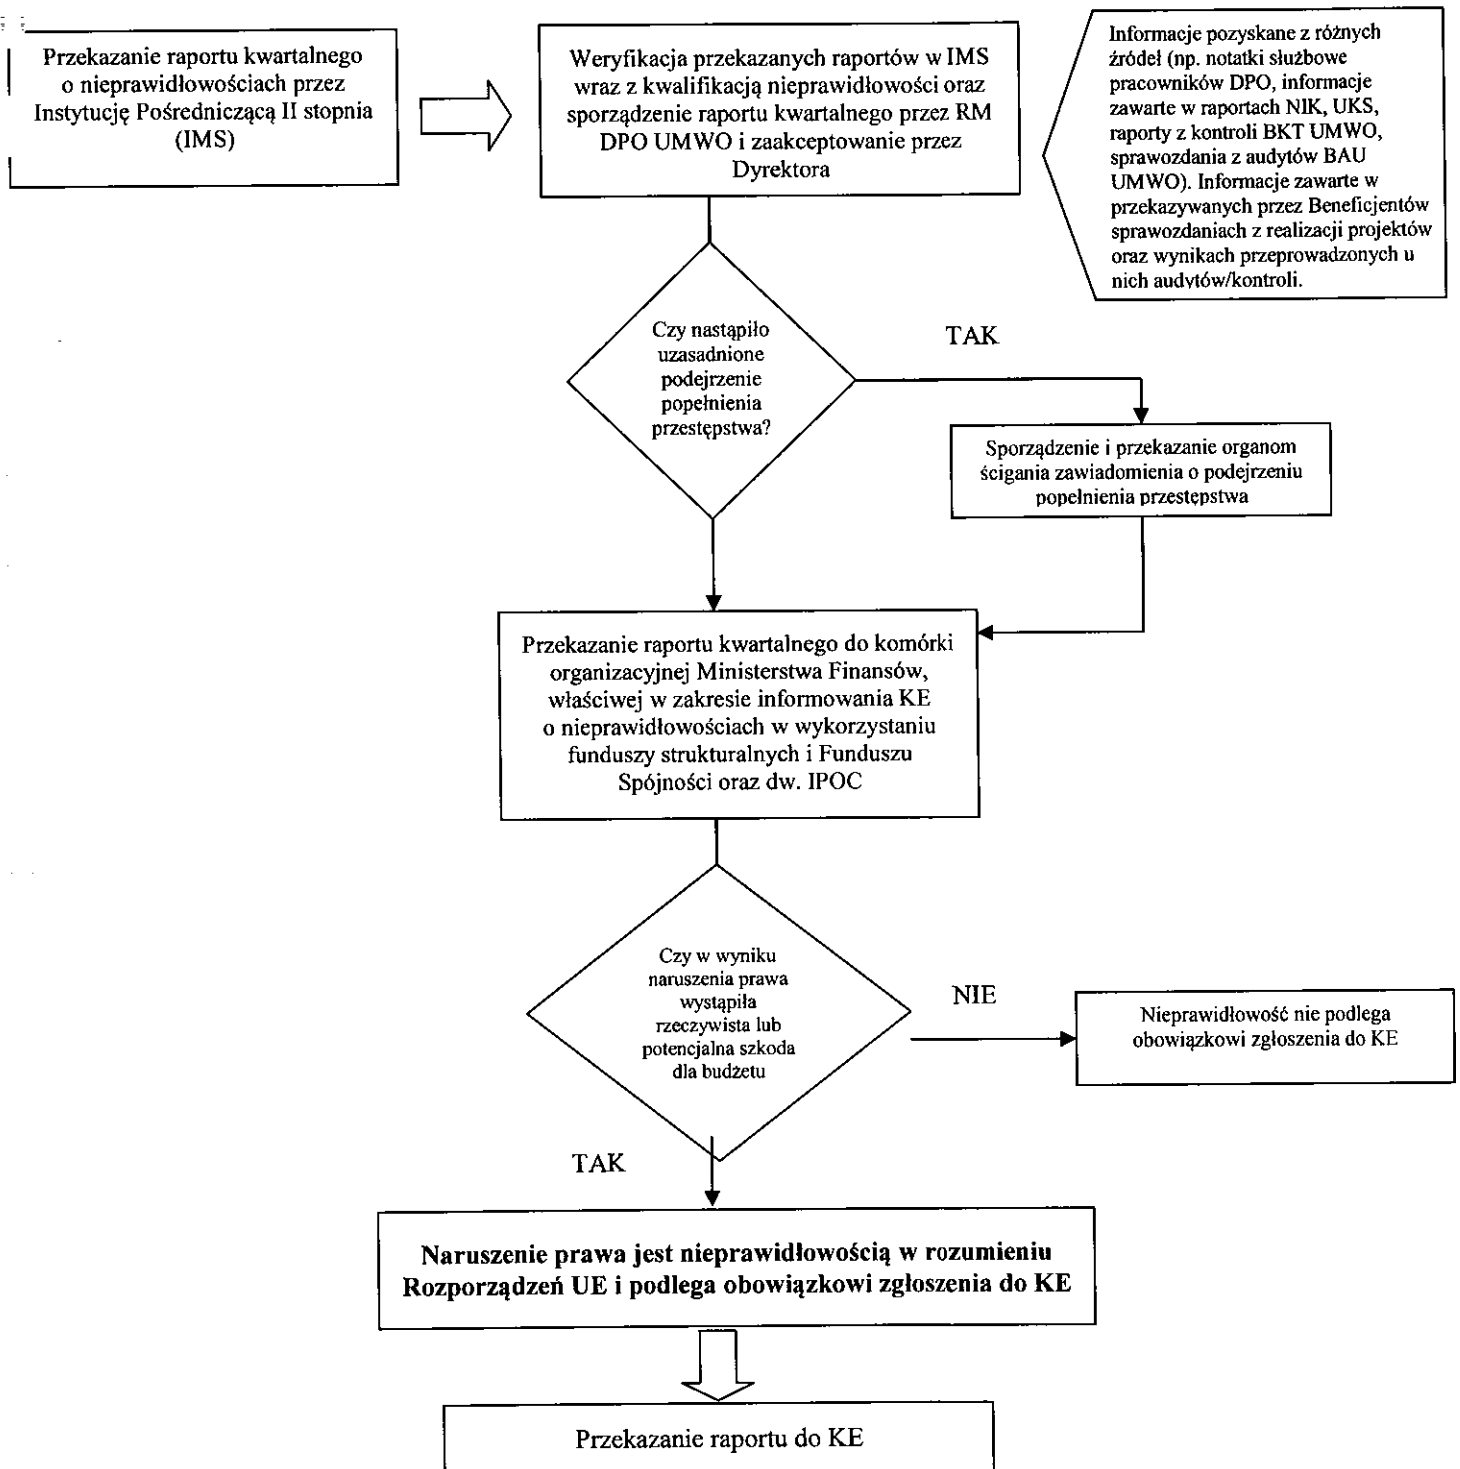 Przekazanie raportu kwartalnego
o nieprawidłowościach przez
Instytucję Pośredniczącą II stopnia
(IMS)
Weryfikacja przekazanych raportów w IMS
wraz z kwalifikacją nieprawidłowości oraz
sporządzenie raportu kwartalnego przez RM
DPO UMWO i zaakceptowanie przez
Dyrektora
Informacje pozyskane z różnych
źródeł (np. notatki służbowe
pracowników DPO, informacje
zawarte w raportach NIK, UKS,
raporty z kontroli BKT UMWO,
sprawozdania z audytów BAU
UMWO). Informacje zawarte w
przekazywanych przez Beneficjentów
sprawozdaniach z realizacji projektów
oraz wynikach przeprowadzonych u
nich audytów/kontroli.
Czy nastąpiło
uzasadnione
podejrzenie
popełnienia
przestępstwa?
TAK
Sporządzenie i przekazanie organom
ścigania zawiadomienia o podejrzeniu
popełnienia przestępstwa
Przekazanie raportu kwartalnego do komórki
organizacyjnej Ministerstwa Finansów,
właściwej w zakresie informowania KE
o nieprawidłowościach w wykorzystaniu
funduszy strukturalnych i Funduszu
Spójności oraz dw. IPOC
Czy w wyniku
naruszenia prawa
wystąpiła
rzeczywista lub
potencjalna szkoda
dla budżetu
NIE
Nieprawidłowość nie podlega
obowiązkowi zgłoszenia do KE
TAK
Naruszenie prawa jest nieprawidłowością w rozumieniu
Rozporządzeń UE i podlega obowiązkowi zgłoszenia do KE
Przekazanie raportu do KE